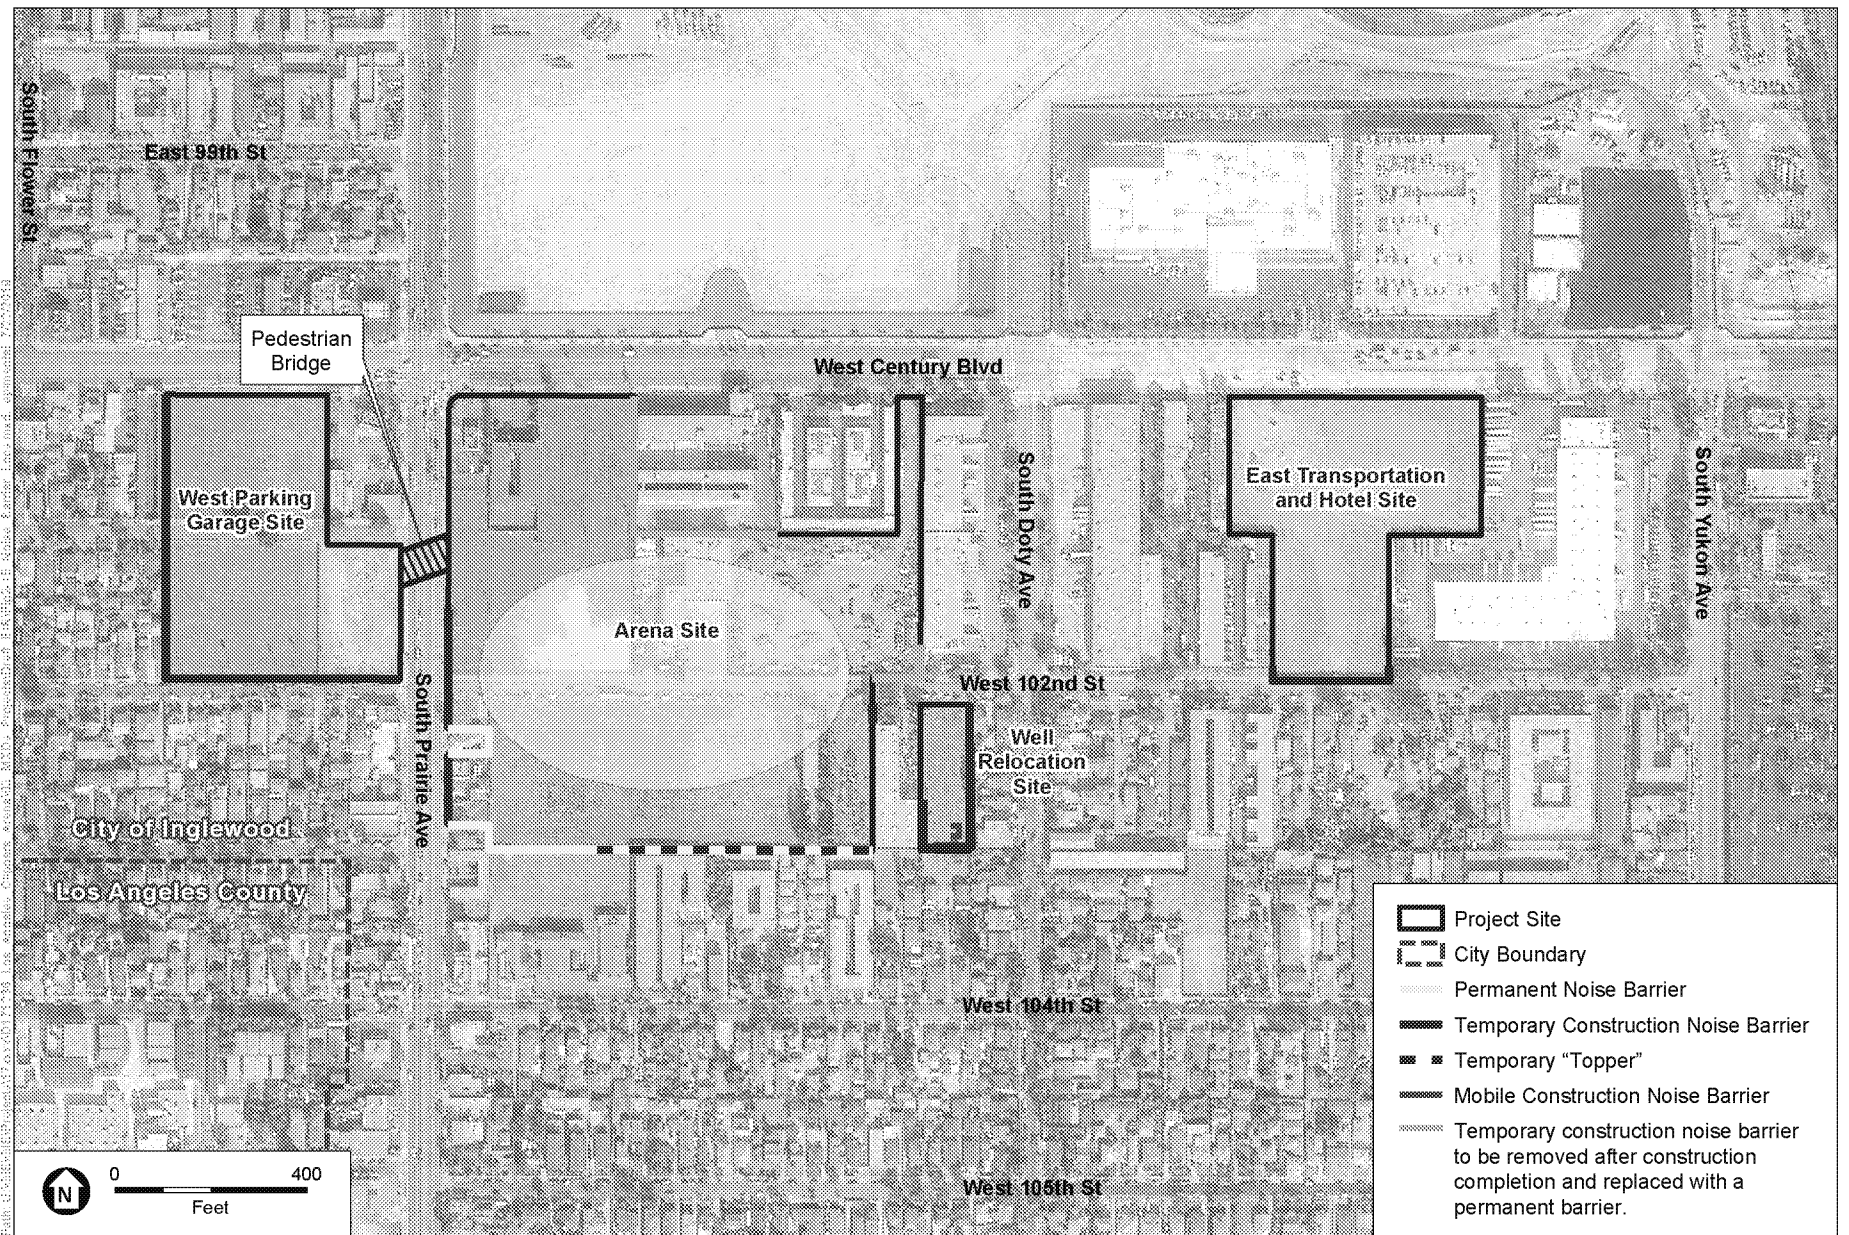 South Flower St
East 99th St
Pedestrian
Bridge
West Century Blvd
West Parking
Garage Site
South Doty Ave
East Transportation
and Hotel Site
South Yukon Ave
Arena Site
South Prairie Ave
West 102nd St
Well
Relocation
Site
City of Inglewood
Los Angeles County
West 104th St
West 105th St
Project Site
City Boundary
Permanent Noise Barrier
Temporary Construction Noise Barrier
Temporary “Topper”
Mobile Construction Noise Barrier
Temporary construction noise barrier
to be removed after construction
completion and replaced with a
permanent barrier.
N
0 400
Feet